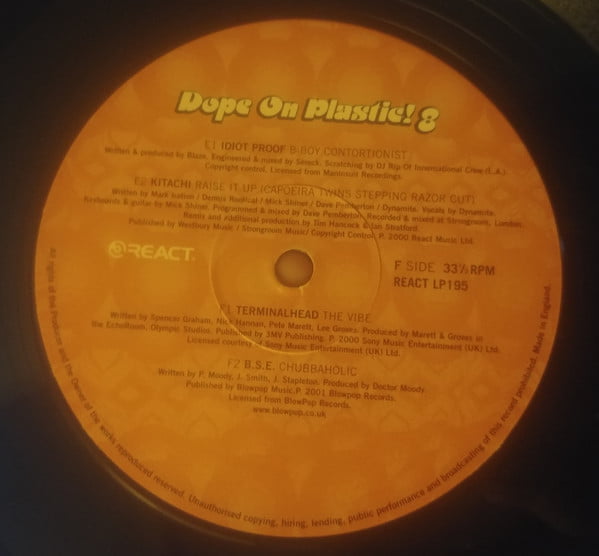 Dope On Plastic! 8
E1 IDIOT PROOF B-BOY CONTORTIONIST
Written & produced by Blaze. Engineered & mixed by Sareck. Scratching by DJ Rip Of Innernational Crew (L.A.)
Copyright control. Licensed from Mantisoul Recordings.
E2 KITACHI RAISE IT UP (CAPOEIRA TWINS STEPPING RAZOR CUT)
Written by Mark Iration / Dennis Rootical / Mick Shiner / Dave Pemberton / Dynamite. Vocals by Dynamite.
Keyboards & guitar by Mick Shiner. Programmed & mixed by Dave Pemberton. Recorded & mixed at Strongroom, London.
Remix and additional production by Tim Hancock & Ian Stratford.
Published by Westbury Music / Strongroom Music/ Copyright Control. P. 2000 React Music Ltd.
REACT.
F SIDE 33⅓ RPM
REACT LP195
F1 TERMINALHEAD THE VIBE
Written by Spencer Graham, Nick Hannan, Pete Marett, Lee Groves. Produced by Marett & Groves in
the EchoRoom, Olympic Studios. Published by 3MV Publishing. P. 2000 Sony Music Entertainment (UK) Ltd.
Licensed courtesy of Sony Music Entertainment (UK) Ltd.
F2 B.S.E. CHUBBAHOLIC
Written by P. Moody, J. Smith, J. Stapleton. Produced by Doctor Moody.
Published by Blowpap Music.P. 2001 Blowpop Records.
Licensed from BlowPop Records.
www.blowpop.co.uk
All rights of the Producer and the Owner of the works reproduced reserved. Unauthorised copying, hiring, lending, public performance and broadcasting of this record prohibited. Made in England.